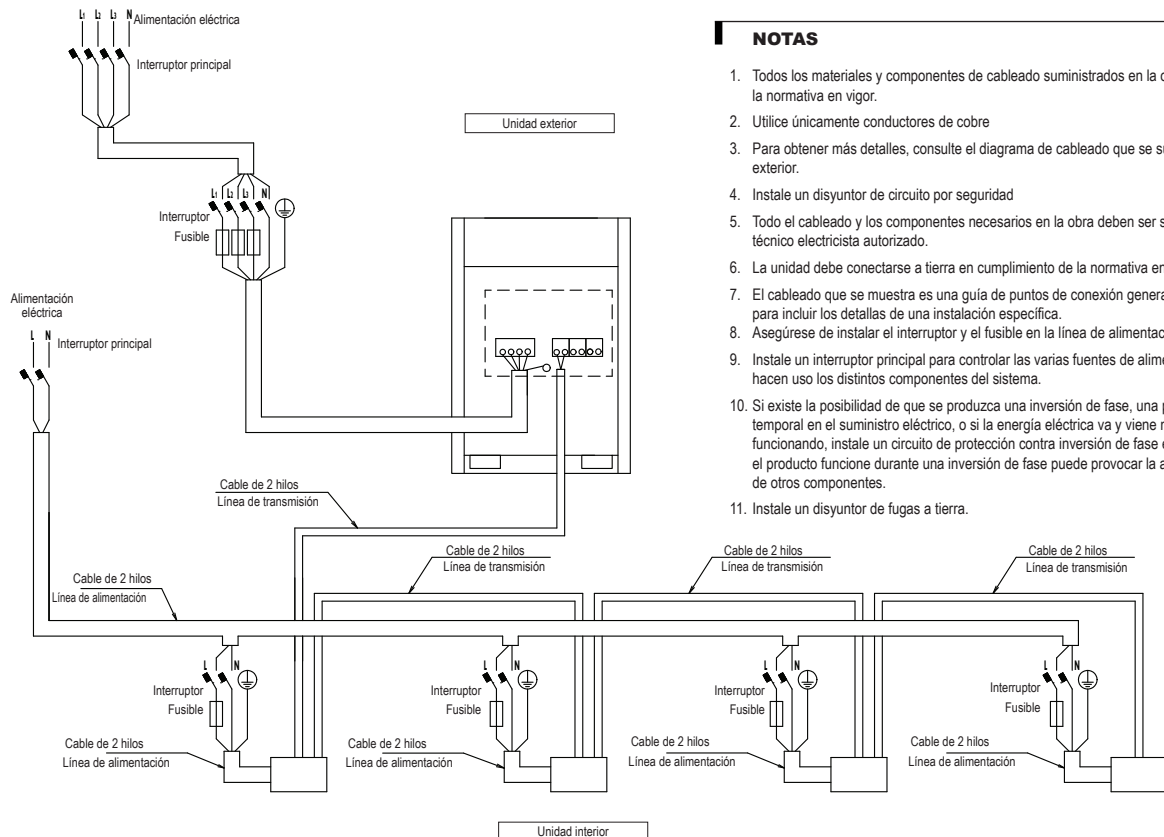 L1 L2 L3 N
Alimentación eléctrica
Interruptor principal
Unidad exterior
L1 L2 L3 N
Interruptor
Fusible
Alimentación
eléctrica
L N
Interruptor principal
NOTAS
1. Todos los materiales y componentes de cableado suministrados en la
la normativa en vigor.
2. Utilice únicamente conductores de cobre
3. Para obtener más detalles, consulte el diagrama de cableado que se
exterior.
4. Instale un disyuntor de circuito por seguridad
5. Todo el cableado y los componentes necesarios en la obra deben ser
técnico electricista autorizado.
6. La unidad debe conectarse a tierra en cumplimiento de la normativa en
7. El cableado que se muestra es una guía de puntos de conexión
para incluir los detalles de una instalación específica.
8. Asegúrese de instalar el interruptor y el fusible en la línea de
9. Instale un interruptor principal para controlar las varias fuentes de
hacen uso los distintos componentes del sistema.
10. Si existe la posibilidad de que se produzca una inversión de fase, una
temporal en el suministro eléctrico, o si la energía eléctrica va y viene
funcionando, instale un circuito de protección contra inversión de fase
el producto funcione durante una inversión de fase puede provocar la
de otros componentes.
11. Instale un disyuntor de fugas a tierra.
Cable de 2 hilos
Línea de transmisión
Cable de 2 hilos
Línea de transmisión
Cable de 2 hilos
Línea de transmisión
Cable de 2 hilos
Línea de transmisión
Cable de 2 hilos
Línea de alimentación
L N
Interruptor
Fusible
L N
Interruptor
Fusible
L N
Interruptor
Fusible
L N
Interruptor
Fusible
Cable de 2 hilos
Línea de alimentación
Cable de 2 hilos
Línea de alimentación
Cable de 2 hilos
Línea de alimentación
Cable de 2 hilos
Línea de alimentación
Unidad interior